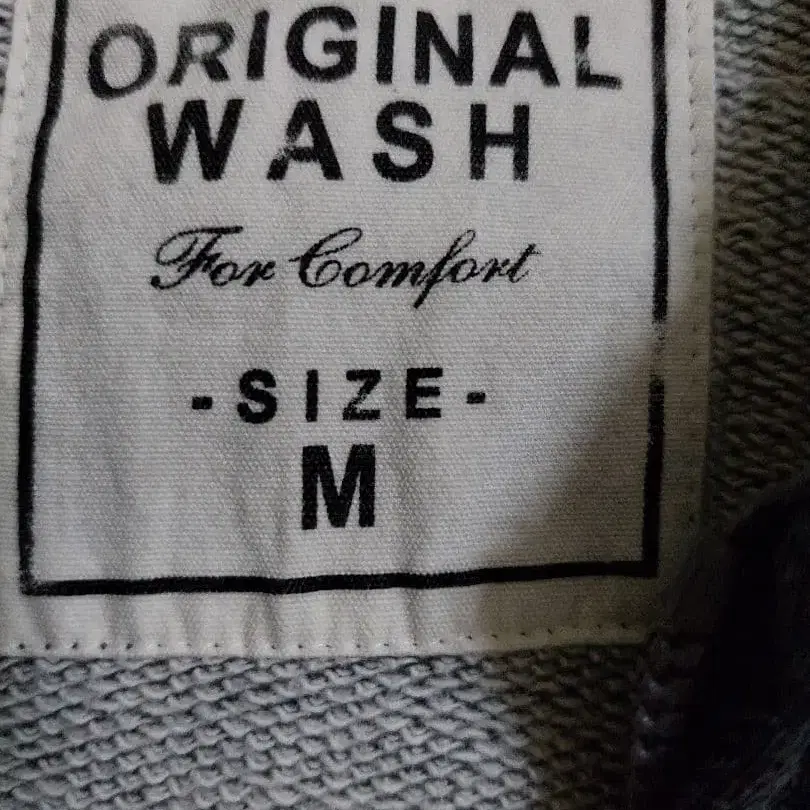 ORIGINAL
WASH
For Comfort
-SIZE-
M